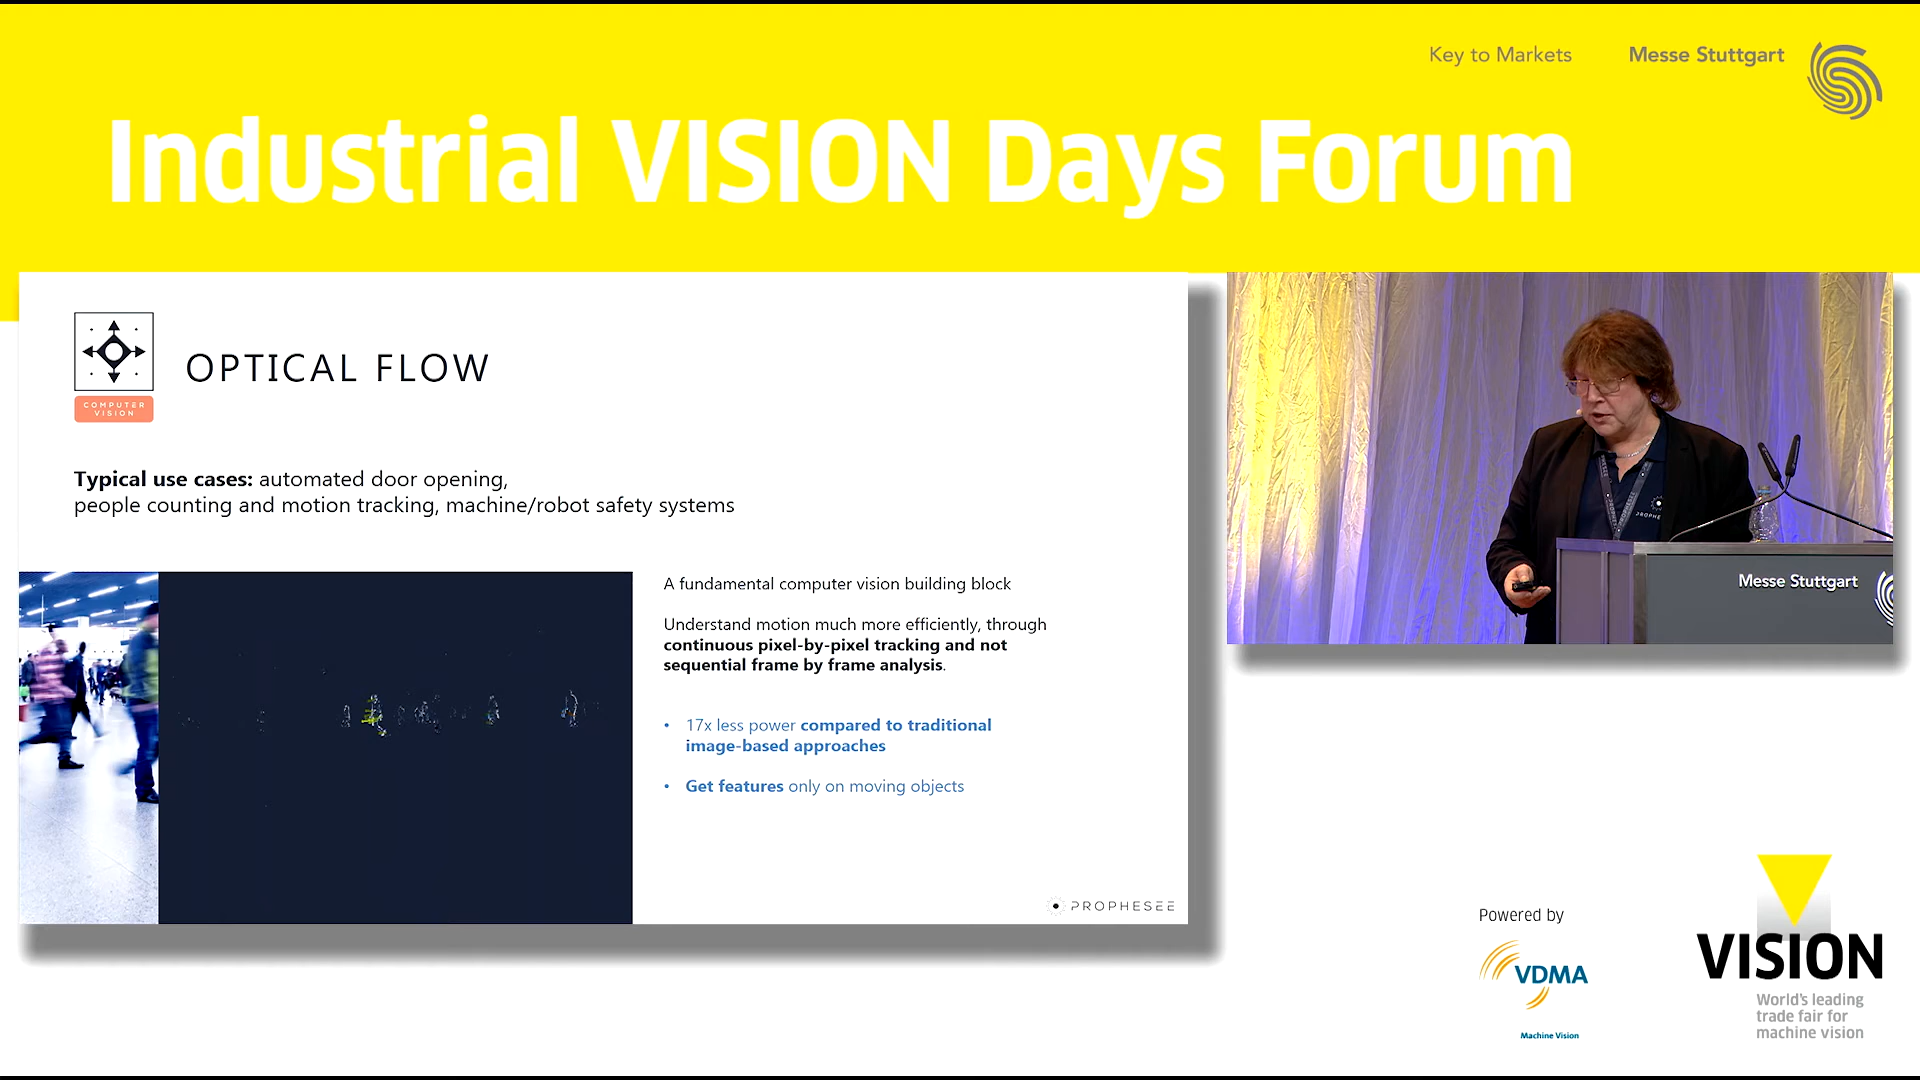 Key to Markets
Messe Stuttgart
Industrial VISION Days Forum
COMPUTER
VISION
OPTICAL FLOW
Typical use cases: automated door opening,
people counting and motion tracking, machine/robot safety systems
A fundamental computer vision building block
Understand motion much more efficiently, through
continuous pixel-by-pixel tracking and not
sequential frame by frame analysis.
• 17x less power compared to traditional
image-based approaches
• Get features only on moving objects
PROPHESEE
PROPHE
Messe Stuttgart
Powered by
VDMA
Machine Vision
VISION
World's leading
trade fair for
machine vision